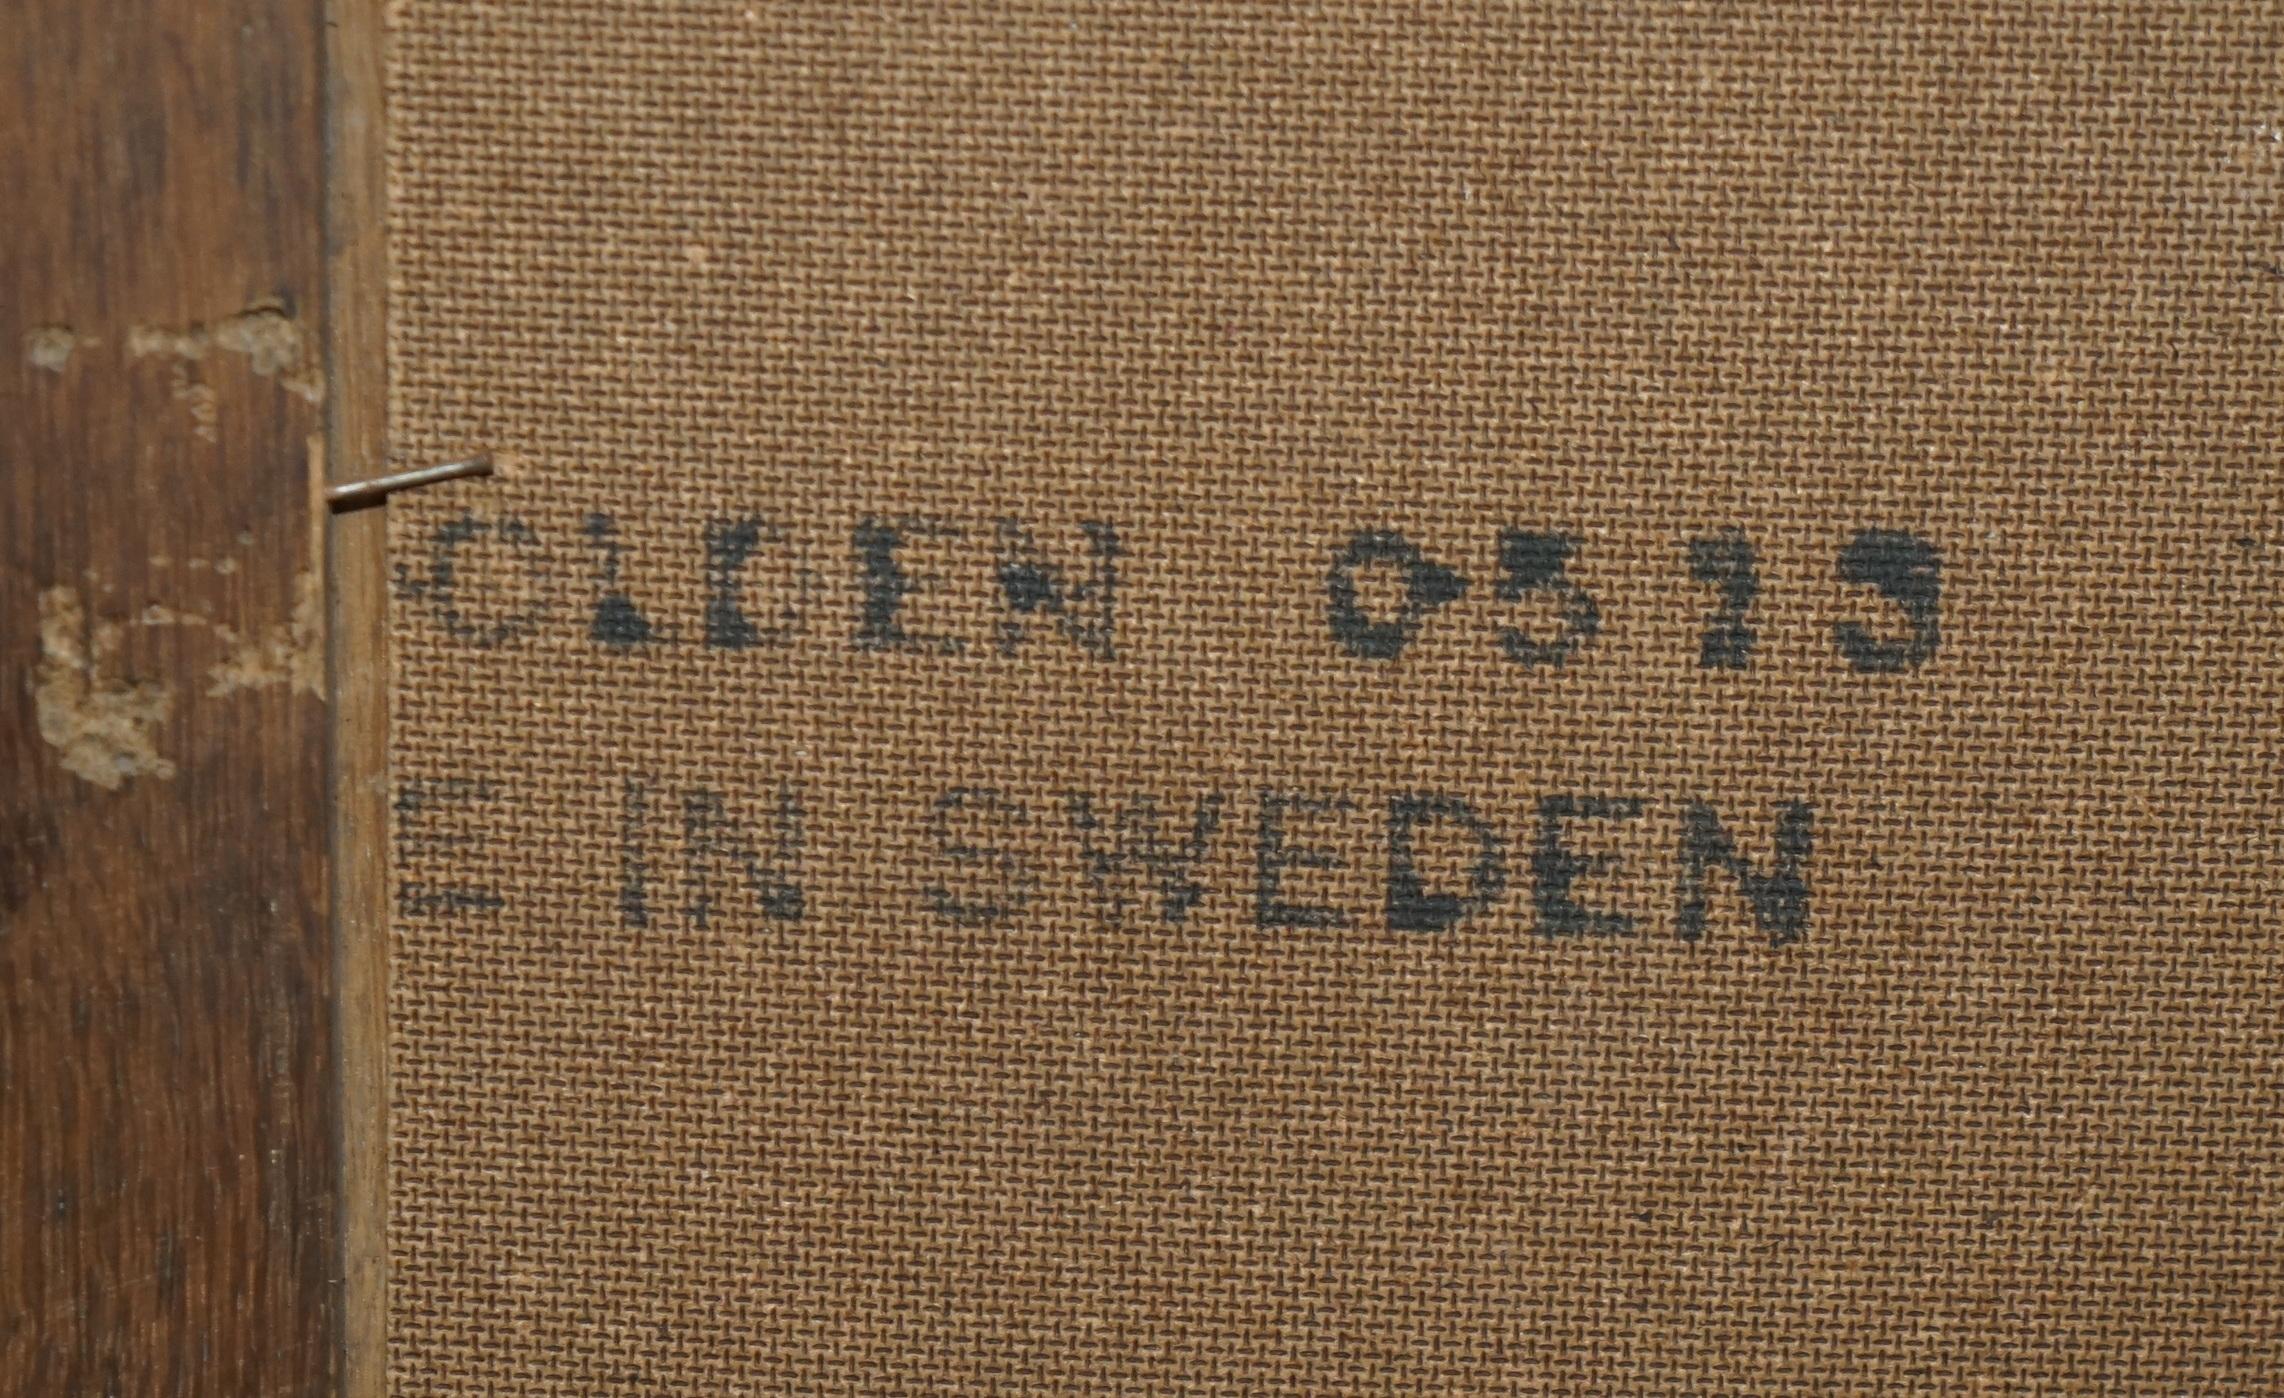 OLDEN 0513
E IN SWEDEN